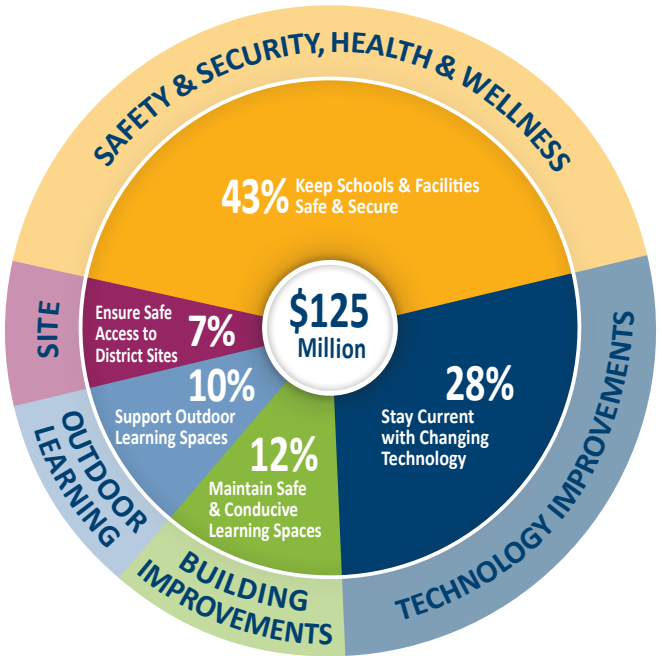 SAFETY & SECURITY, HEALTH & WELLNESS
43% Keep Schools & Facilities
Safe & Secure
SITE
Ensure Safe
Access to
District Sites
7%
$125
Million
28%
Stay Current
with Changing
Technology
TECHNOLOGY IMPROVEMENTS
10%
Support Outdoor
Learning Spaces
OUTDOOR
LEARNING
12%
Maintain Safe
& Conducive
Learning Spaces
BUILDING
IMPROVEMENTS